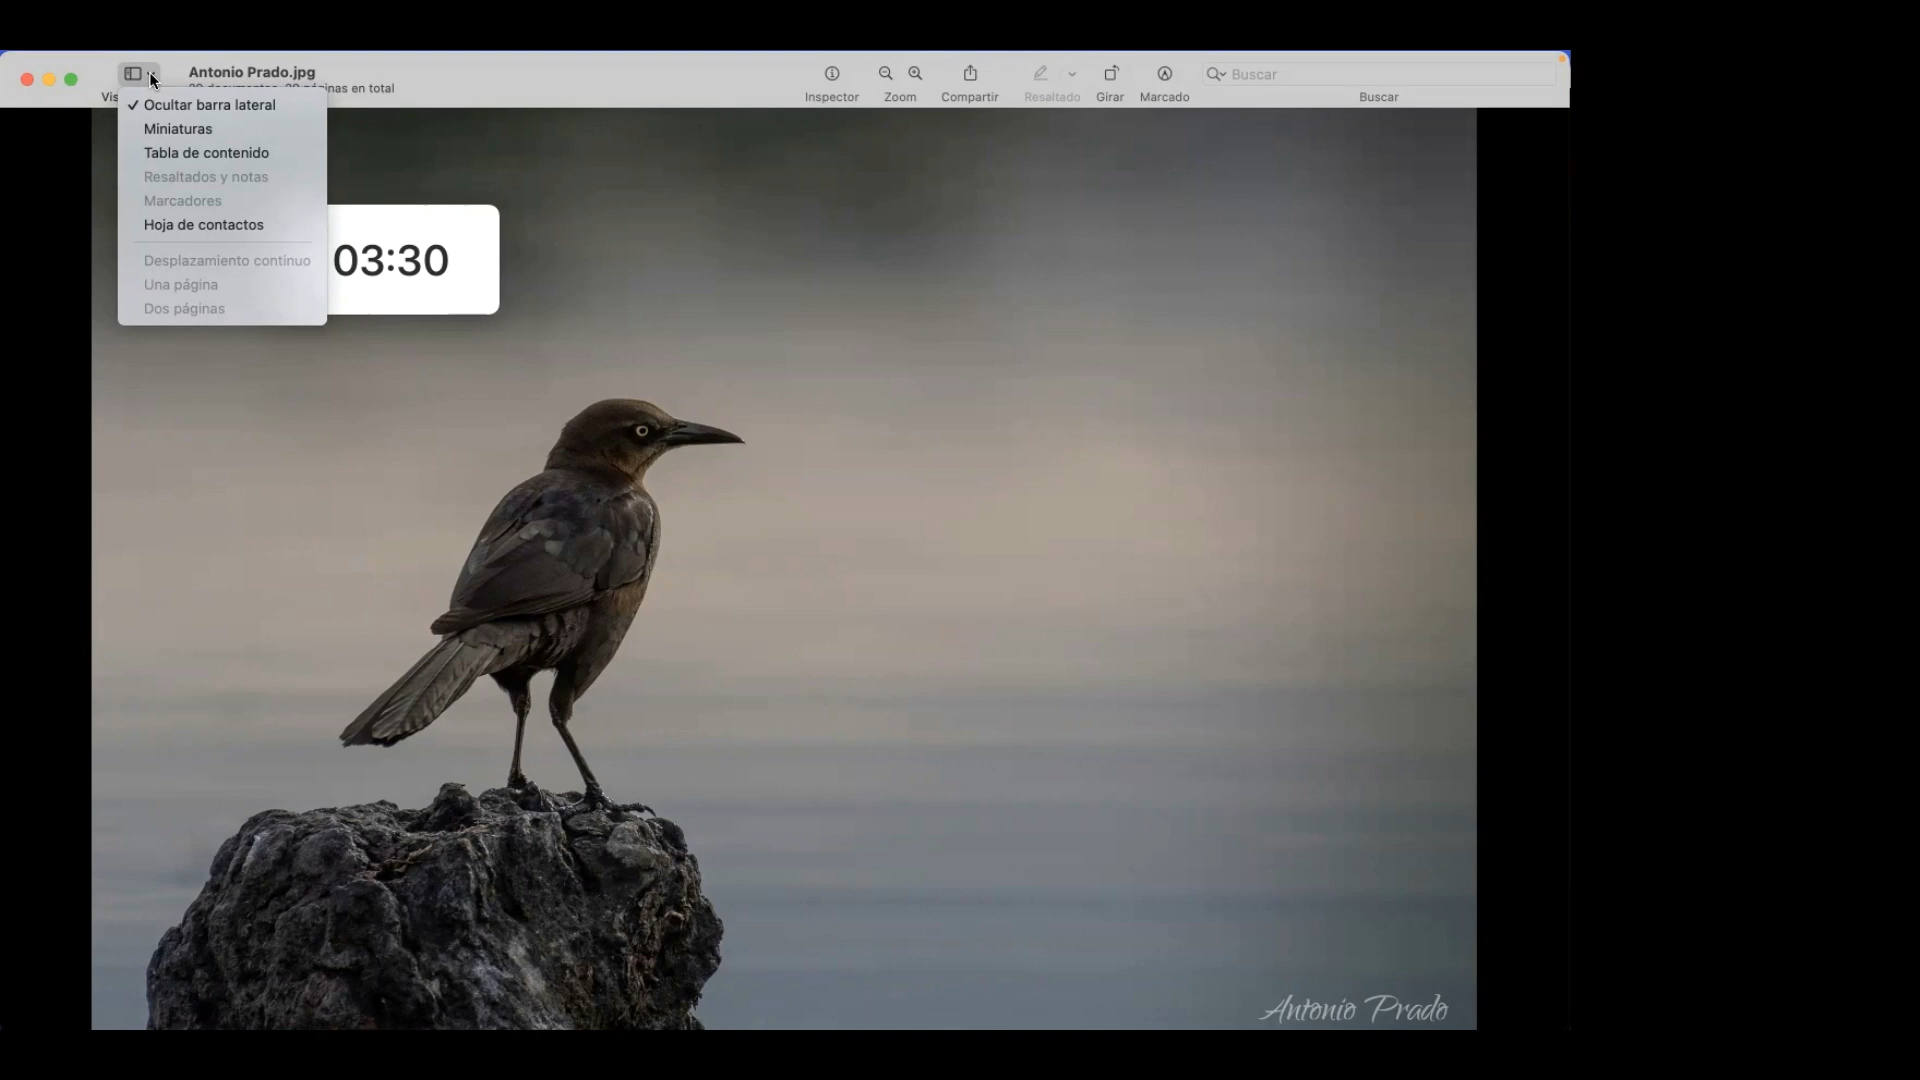 Antonio Prado.jpg
páginas en total
Vis
Inspector
Zoom
Compartir
Resaltado
Girar
Marcado
Buscar
Buscar
✓ Ocultar barra lateral
Miniaturas
Tabla de contenido
Resaltados y notas
Marcadores
Hoja de contactos
Desplazamiento continuo
Una página
Dos páginas
03:30
Antonio Prado